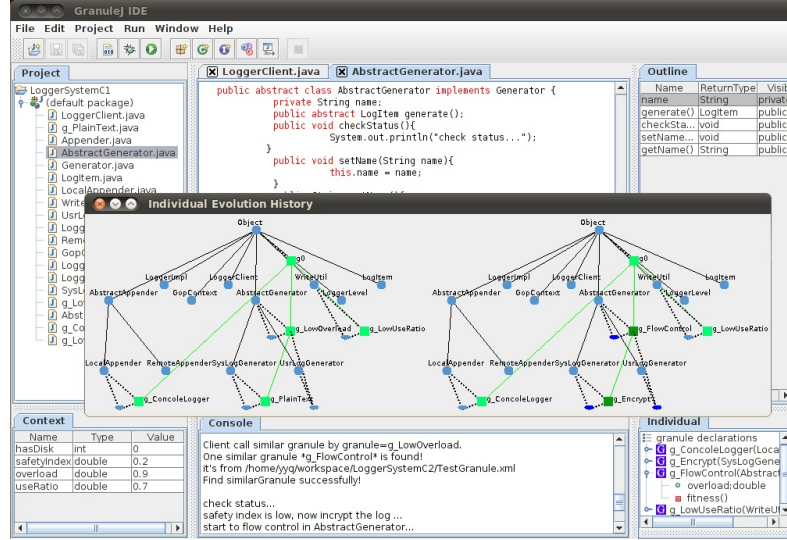 GranuleJ IDE
File Edit Project Run Window Help
Project
LoggerSystemC1
(default package)
LoggerClient.java
g_PlainText.java
Appender.java
AbstractGenerator.java
Generator.java
LogItem.java
LocalAppender.java
LoggerClient.java AbstractGenerator.java
public abstract class AbstractGenerator implements Generator {
private String name;
public abstract LogItem generate();
public void checkStatus(){
System.out.println("check status...");
}
public void setName(String name){
this.name = name;
}
Outline
Name ReturnType Visib
name String private
generate() LogItem public
checkSta... void public
setName... void public
getName() String public
Individual Evolution History
Object
g0
LoggerImpl LoggerClient WriteUtil LogItem
AbstractAppender GopContext AbstractGenerator LoggerLevel
g_LowOverload g_LowUseRatio
LocalAppender RemoteAppender SysLogGenerator UsrLogGenerator
g_ConcoleLogger g_PlainText
Object
g0
LoggerImpl LoggerClient WriteUtil LogItem
AbstractAppender GopContext AbstractGenerator LoggerLevel
g_FlowControl g_LowUseRatio
LocalAppender RemoteAppender SysLogGenerator UsrLogGenerator
g_ConcoleLogger g_Encrypt
Context
Name Type Value
hasDisk int 0
safetyIndex double 0.2
overload double 0.9
useRatio double 0.7
Console
Client call similar granule by granule=g_LowOverload.
One similar granule *g_FlowControl* is found!
it's from /home/yyq/workspace/LoggerSystemC2/TestGranule.xml
Find similarGranule successfully!
check status...
safety index is low, now incrypt the log ...
start to flow control in AbstractGenerator...
Individual
granule declarations
g_ConcoleLogger(Loca
g_Encrypt(SysLogGene
g_FlowControl(Abstract
overload:double
fitness()
g_LowUseRatio(WriteUt